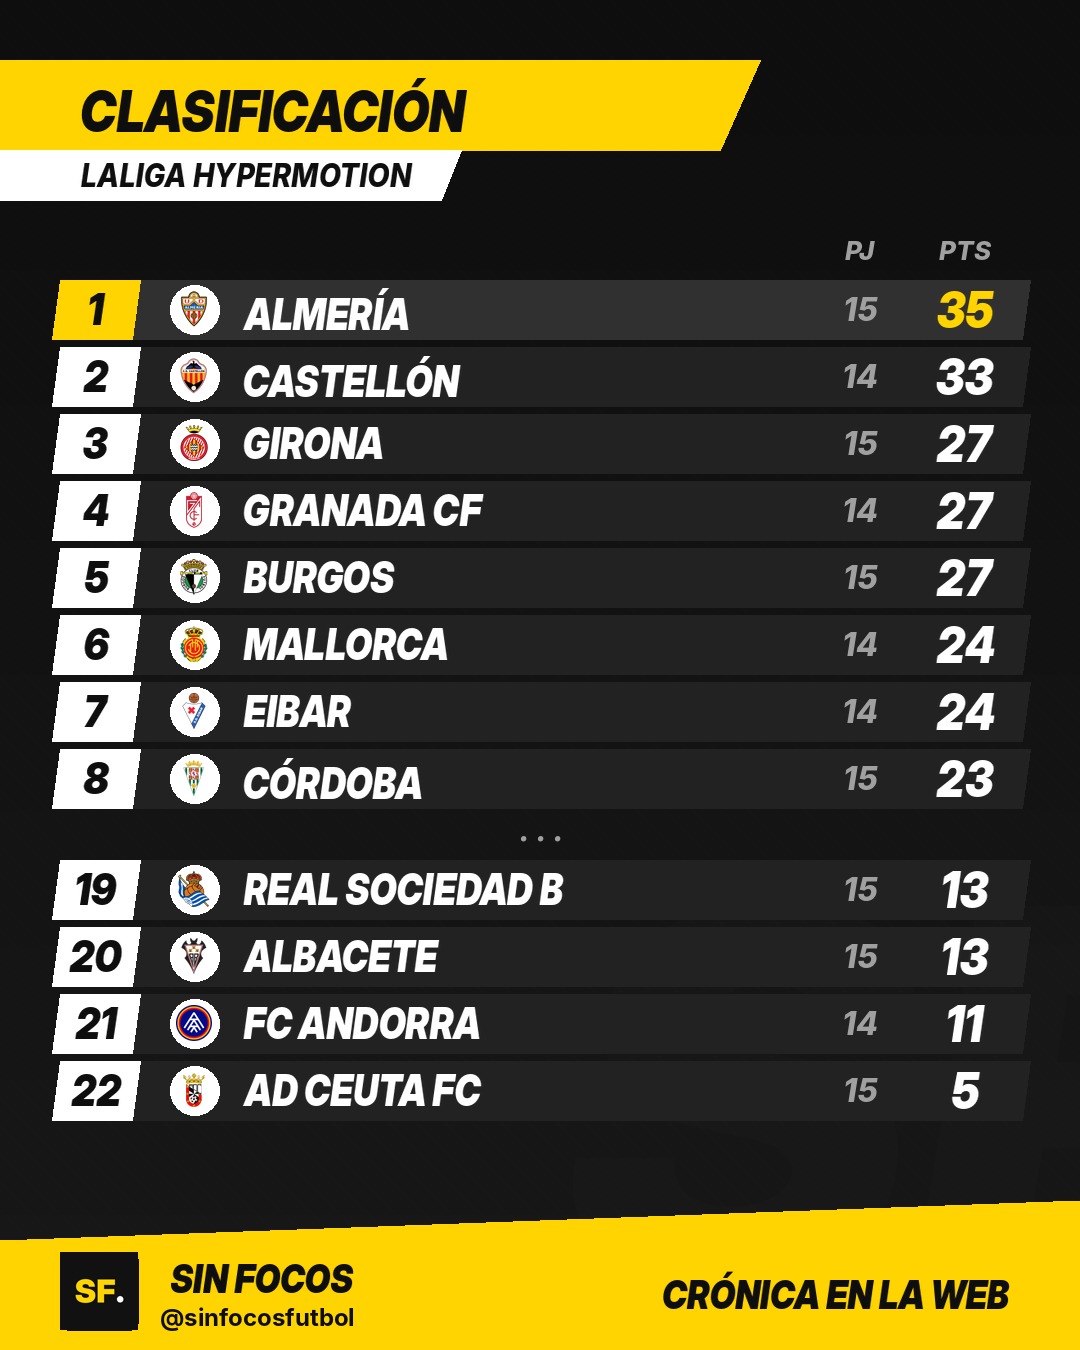 CLASIFICACIÓN
LALIGA HYPERMOTION
PJ PTS
1 ALMERÍA 15 35
2 CASTELLÓN 14 33
3 GIRONA 15 27
4 GRANADA CF 14 27
5 BURGOS 15 27
6 MALLORCA 14 24
7 EIBAR 14 24
8 CÓRDOBA 15 23
...
19 REAL SOCIEDAD B 15 13
20 ALBACETE 15 13
21 FC ANDORRA 14 11
22 AD CEUTA FC 15 5
SF. SIN FOCOS
@sinfocosfutbol
CRÓNICA EN LA WEB